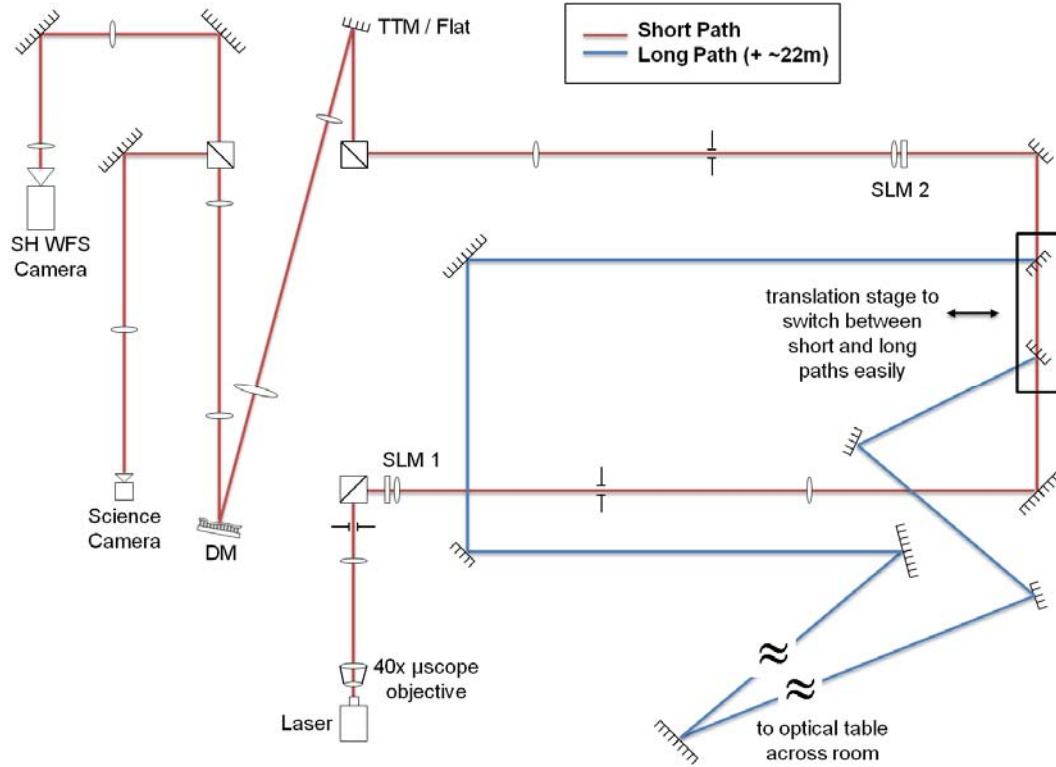 TTM / Flat
Short Path
Long Path (+ ~22m)
SLM 2
SH WFS
Camera
translation stage to
switch between
short and long
paths easily
SLM 1
Science
Camera
DM
40x µscope
objective
Laser
≈
≈
to optical table
across room